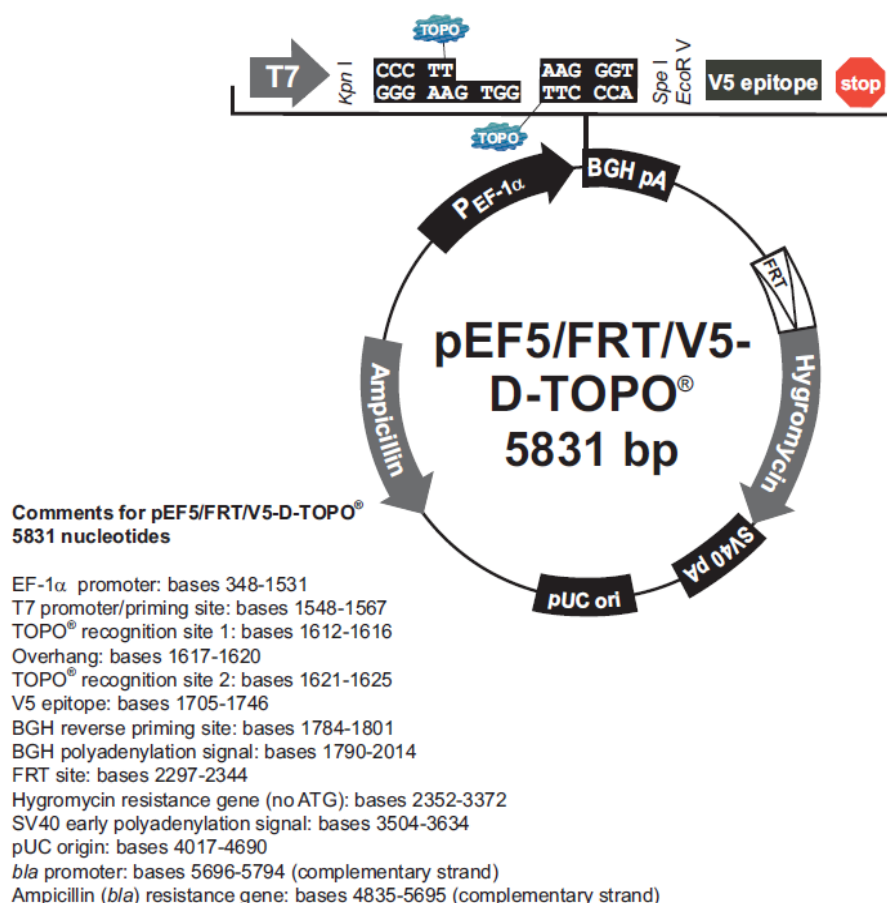 TOPO
T7
Kpn I
CCC TT
GGG AAG TGG
AAG GGT
TTC CCA
Spe I
EcoR V
V5 epitope
stop
TOPO
PEF-1α
BGH pA
FRT
Hygromycin
SV40 pA
pUC ori
Ampicillin
pEF5/FRT/V5-
D-TOPO®
5831 bp
Comments for pEF5/FRT/V5-D-TOPO®
5831 nucleotides
EF-1α promoter: bases 348-1531
T7 promoter/priming site: bases 1548-1567
TOPO® recognition site 1: bases 1612-1616
Overhang: bases 1617-1620
TOPO® recognition site 2: bases 1621-1625
V5 epitope: bases 1705-1746
BGH reverse priming site: bases 1784-1801
BGH polyadenylation signal: bases 1790-2014
FRT site: bases 2297-2344
Hygromycin resistance gene (no ATG): bases 2352-3372
SV40 early polyadenylation signal: bases 3504-3634
pUC origin: bases 4017-4690
bla promoter: bases 5696-5794 (complementary strand)
Ampicillin (bla) resistance gene: bases 4835-5695 (complementary strand)